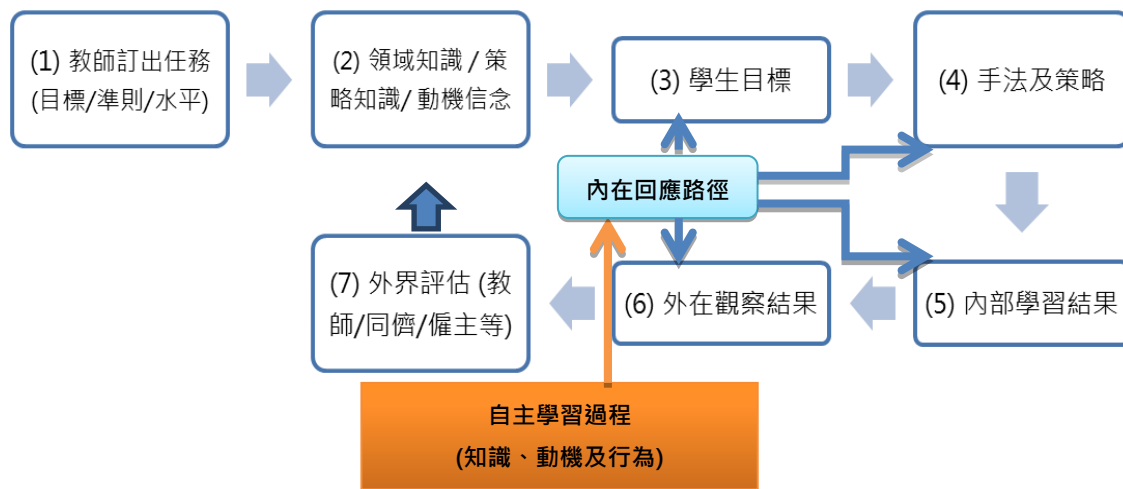 (1) 教師訂出任務
(目標/準則/水平)
(2) 領域知識 / 策
略知識/ 動機信念
(3) 學生目標
(4) 手法及策略
內在回應路徑
(7) 外界評估 (教
師/同儕/僱主等)
(6) 外在觀察結果
(5) 內部學習結果
自主學習過程
(知識、動機及行為)